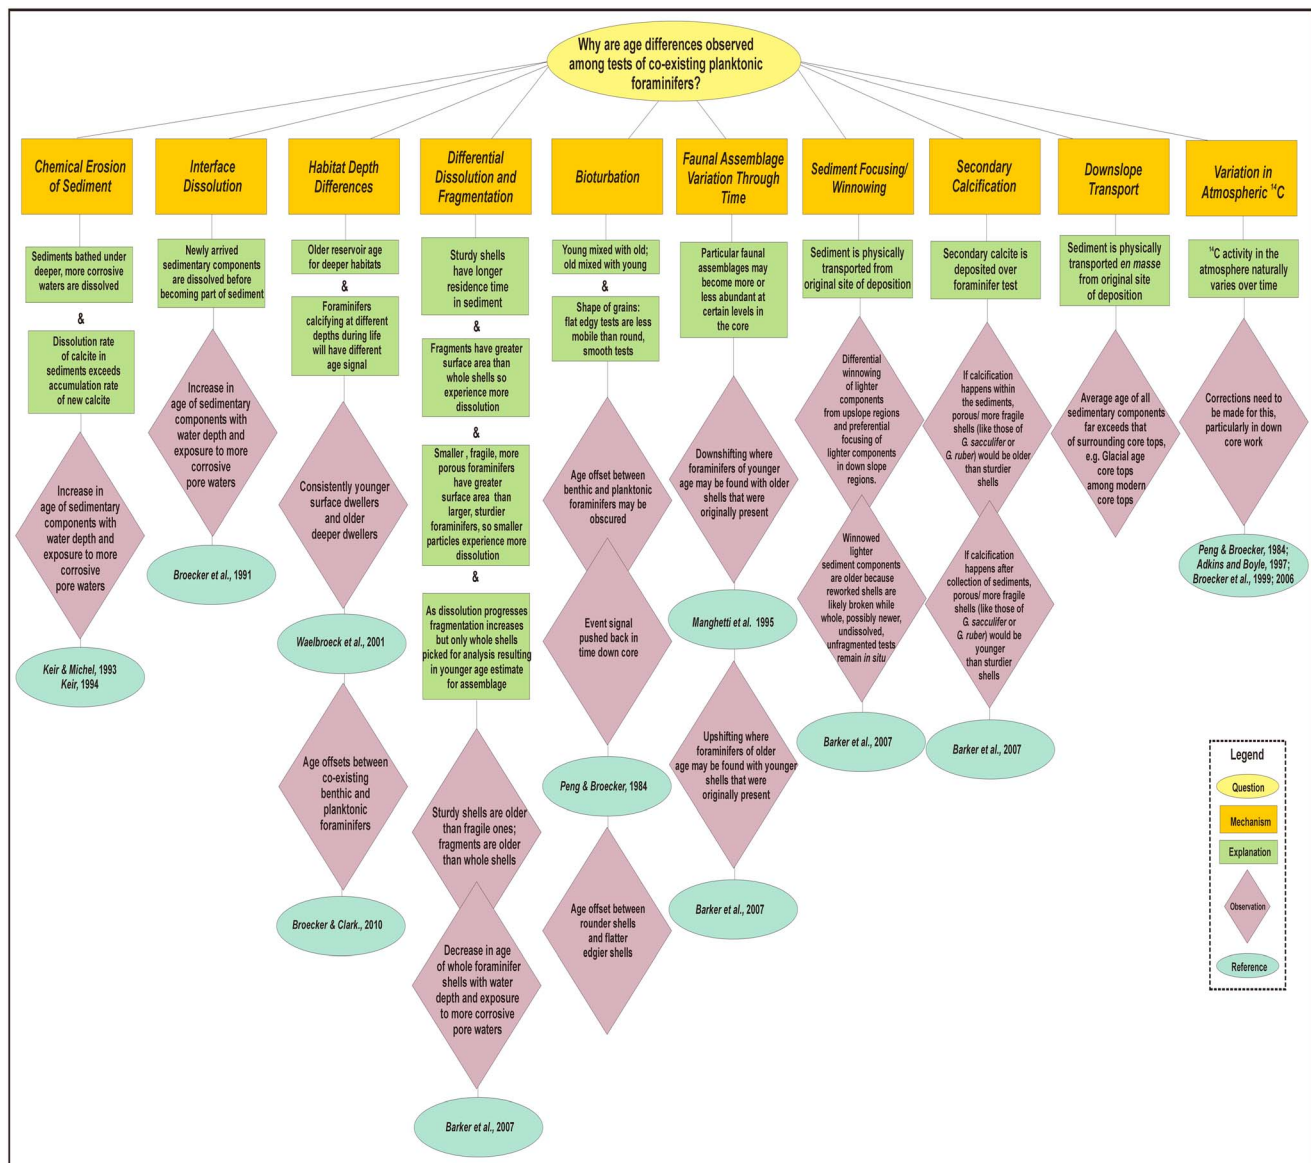 Why are age differences observed
among tests of co-existing planktonic
foraminifers?
Chemical Erosion
of Sediment
Sediments bathed under
deeper, more corrosive
waters are dissolved
&
Dissolution rate
of calcite in
sediments exceeds
accumulation rate
of new calcite
Increase in
age of sedimentary
components with
water depth and
exposure to more
corrosive
pore waters
Keir & Michel, 1993
Keir, 1994
Interface
Dissolution
Newly arrived
sedimentary components
are dissolved before
becoming part of sediment
Increase in
age of sedimentary
components with
water depth and
exposure to more
corrosive
pore waters
Broecker et al., 1991
Habitat Depth
Differences
Older reservoir age
for deeper habitats
&
Foraminifers
calcifying at different
depths during life
will have different
age signal
Consistently younger
surface dwellers
and older
deeper dwellers
Waelbroeck et al., 2001
Age offsets between
co-existing
benthic and
planktonic
foraminifers
Broecker & Clark., 2010
Differential
Dissolution and
Fragmentation
Sturdy shells
have longer
residence time
in sediment
&
Fragments have greater
surface area than
whole shells so
experience more
dissolution
&
Smaller , fragile, more
porous foraminifers
have greater
surface area than
larger, sturdier
foraminifers, so smaller
particles experience more
dissolution
&
As dissolution progresses
fragmentation increases
but only whole shells
picked for analysis resulting
in younger age estimate
for assemblage
Sturdy shells are older
than fragile ones;
fragments are older
than whole shells
Decrease in age
of whole foraminifer
shells with water
depth and exposure
to more corrosive
pore waters
Barker et al., 2007
Bioturbation
Young mixed with old;
old mixed with young
&
Shape of grains:
flat edgy tests are less
mobile than round,
smooth tests
Age offset between
benthic and planktonic
foraminifers may be
obscured
Event signal
pushed back in
time down core
Peng & Broecker, 1984
Age offset between
rounder shells
and flatter
edgier shells
Faunal Assemblage
Variation Through
Time
Particular faunal
assemblages may
become more or
less abundant at
certain levels in
the core
Downshifting where
foraminifers of younger
age may be found with older
shells that were
originally present
Manghetti et al. 1995
Upshifting where
foraminifers of older
age may be found with younger
shells that were
originally present
Barker et al., 2007
Sediment Focusing/
Winnowing
Sediment is physically
transported from
original site of deposition
Differential
winnowing
of lighter
components
from upslope regions
and preferential
focusing of
lighter components
in down slope
regions.
Winnowed
lighter
sediment
components
are older because
reworked shells are
likely broken while
whole, possibly newer,
undissolved,
unfragmented tests
remain in situ
Barker et al., 2007
Secondary
Calcification
Secondary calcite is
deposited over
foraminifer test
If calcification
happens within
the sediments,
porous/ more fragile
shells (like those of
G. sacculifer or
G. ruber) would be older
than sturdier
shells
If calcification
happens after
collection of sediments,
porous/ more fragile
shells (like those of
G. sacculifer or
G. ruber) would be
younger
than sturdier
shells
Barker et al., 2007
Downslope
Transport
Sediment is physically
transported en masse
from original site
of deposition
Average age of all
sedimentary components
far exceeds that
of surrounding core tops,
e.g. Glacial age
core tops
among modern
core tops
Variation in
Atmospheric ¹⁴C
¹⁴C activity in the
atmosphere naturally
varies over time
Corrections need to
be made for this,
particularly in down
core work
Peng & Broecker, 1984;
Adkins and Boyle, 1997;
Broecker et al., 1999; 2006
Legend
Question
Mechanism
Explanation
Observation
Reference